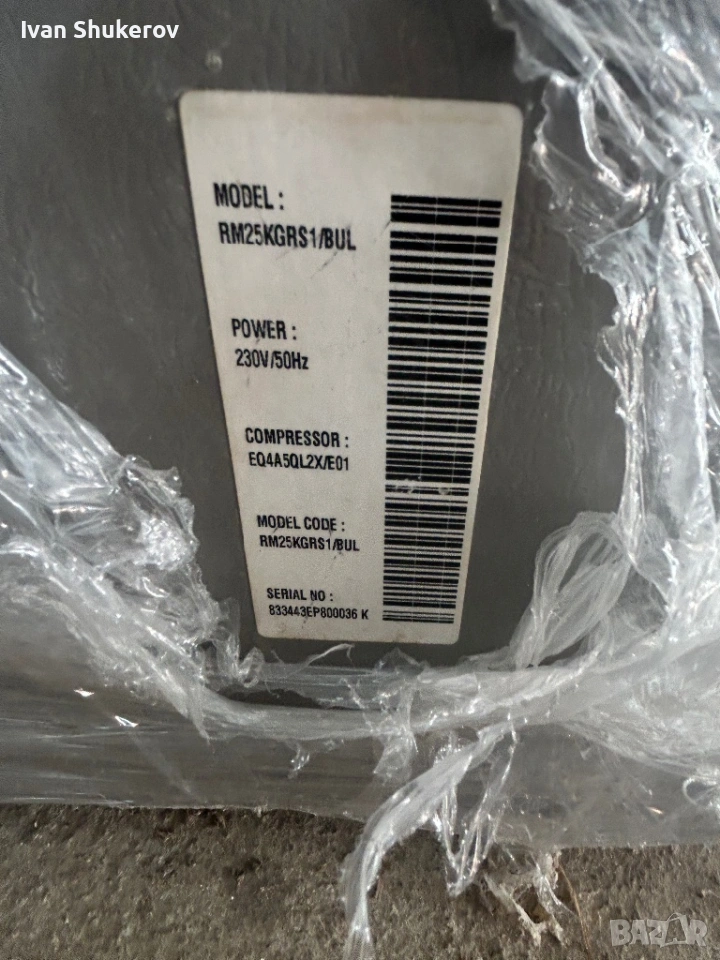 Ivan Shukerov
MODEL :
RM25KGRS1/BUL
POWER :
230V/50Hz
COMPRESSOR :
EQ4A5QL2X/E01
MODEL CODE :
RM25KGRS1/BUL
SERIAL NO :
833443EP800036 K
BAZAR